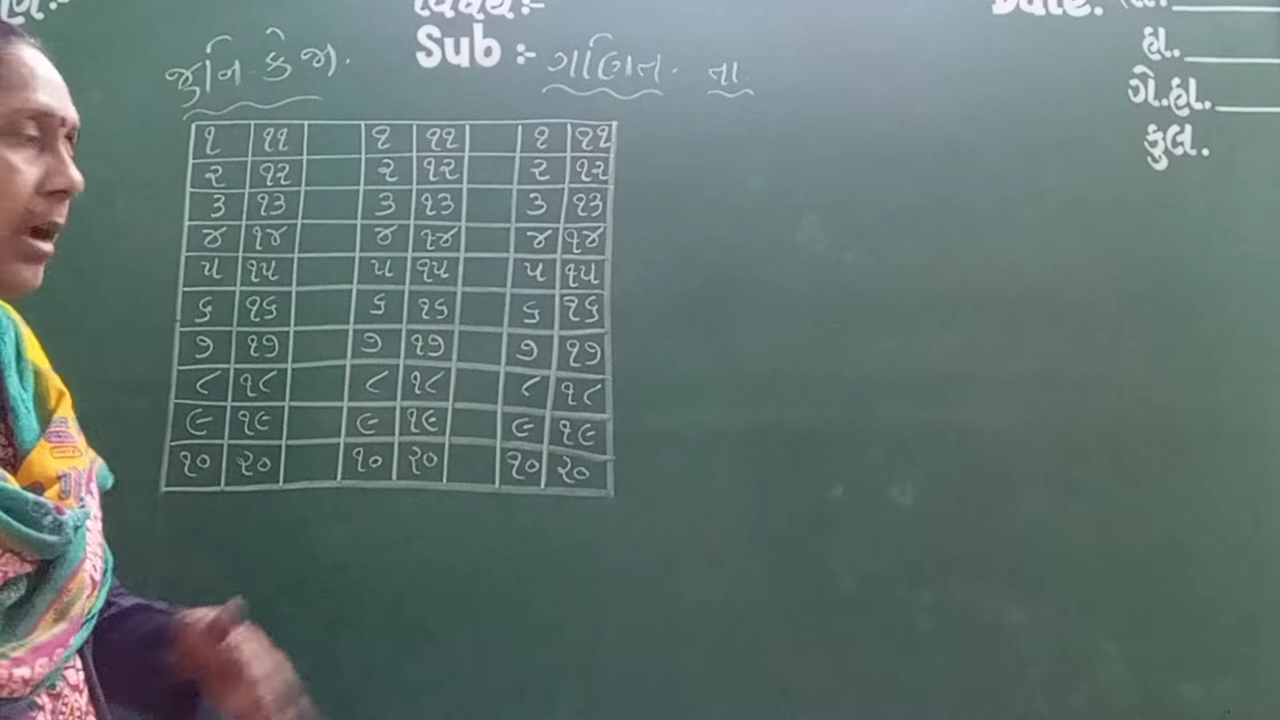 વિષય:-
Date. તા.
Sub :- ગણિત. તા
હા.
જુનિ.કે.જી.
ગે.હા.
કુલ.
૧ ૧૧ ૧ ૧૧ ૧ ૧૧
૨ ૧૨ ૨ ૧૨ ૨ ૧૨
૩ ૧૩ ૩ ૧૩ ૩ ૧૩
૪ ૧૪ ૪ ૧૪ ૪ ૧૪
૫ ૧૫ ૫ ૧૫ ૫ ૧૫
૬ ૧૬ ૬ ૧૬ ૬ ૧૬
૭ ૧૭ ૭ ૧૭ ૭ ૧૭
૮ ૧૮ ૮ ૧૮ ૮ ૧૮
૯ ૧૯ ૯ ૧૯ ૯ ૧૯
૧૦ ૨૦ ૧૦ ૨૦ ૧૦ ૨૦